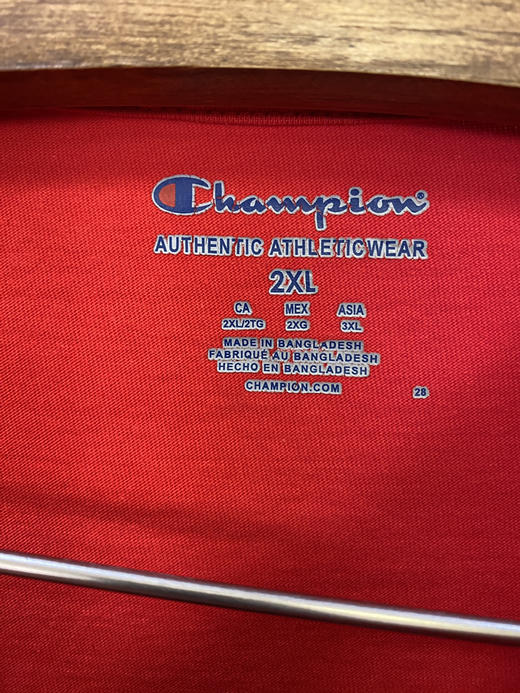 Champion®
AUTHENTIC ATHLETICWEAR
2XL
CA MEX ASIA
2XL/2TG 2XG 3XL
MADE IN BANGLADESH
FABRIQUÉ AU BANGLADESH
HECHO EN BANGLADESH
CHAMPION.COM
28